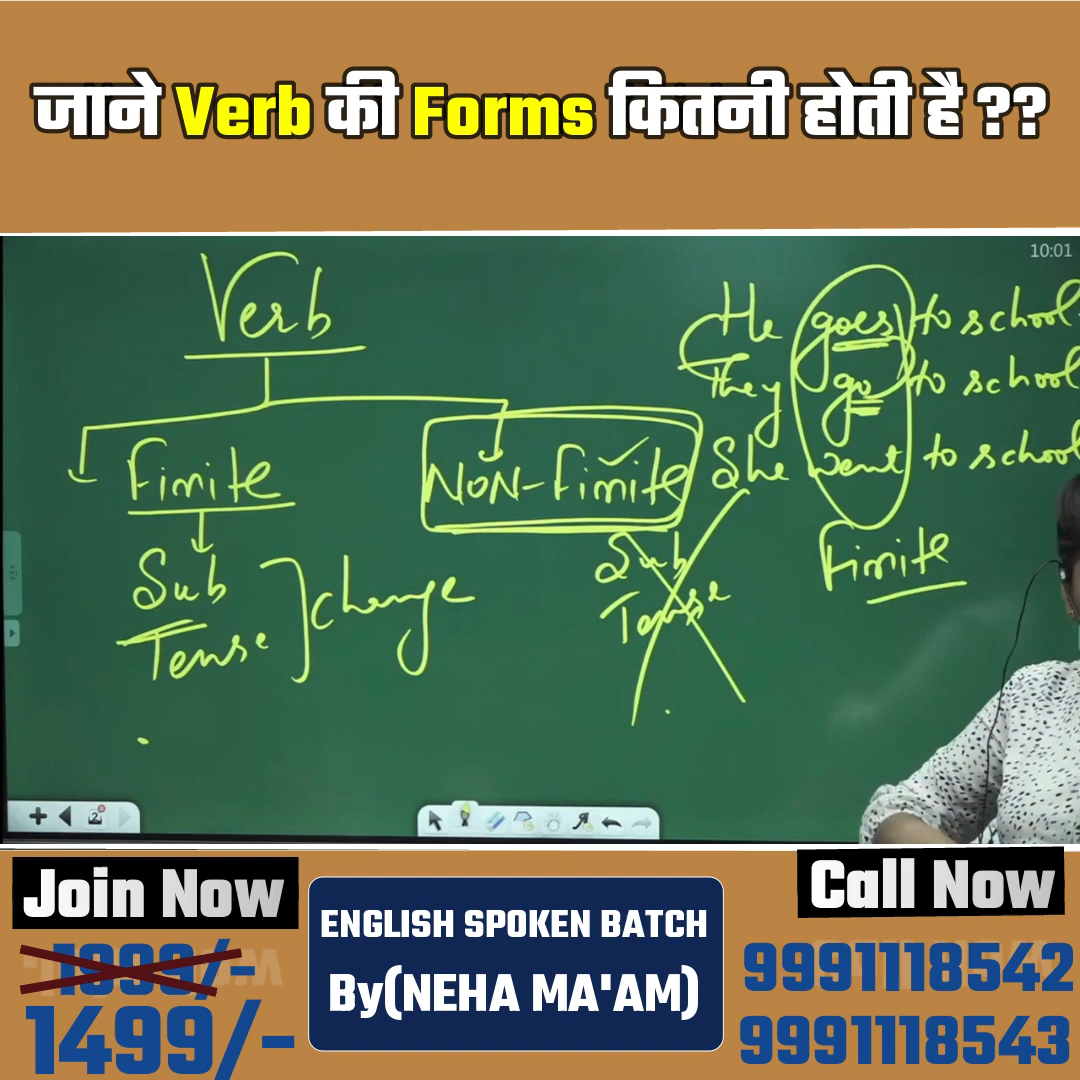 जाने Verb की Forms कितनी होती है ??
10:01
Verb
Finite
Sub
Tense
change
NON-Finite
Sub
Tense
He goes to school
They go to school
She went to school
Finite
2
Join Now
1999/-
1499/-
ENGLISH SPOKEN BATCH
By(NEHA MA'AM)
Call Now
9991118542
9991118543